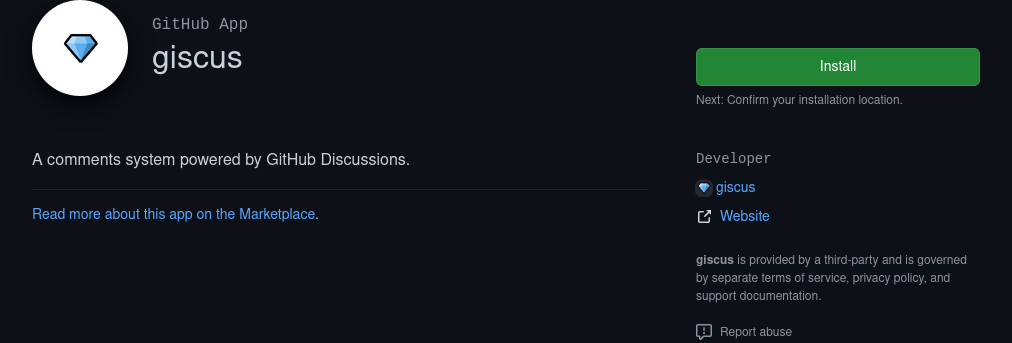 GitHub App
giscus
A comments system powered by GitHub Discussions.
Read more about this app on the Marketplace.
Install
Next: Confirm your installation location.
Developer
giscus
Website
giscus is provided by a third-party and is governed
by separate terms of service, privacy policy, and
support documentation.
Report abuse